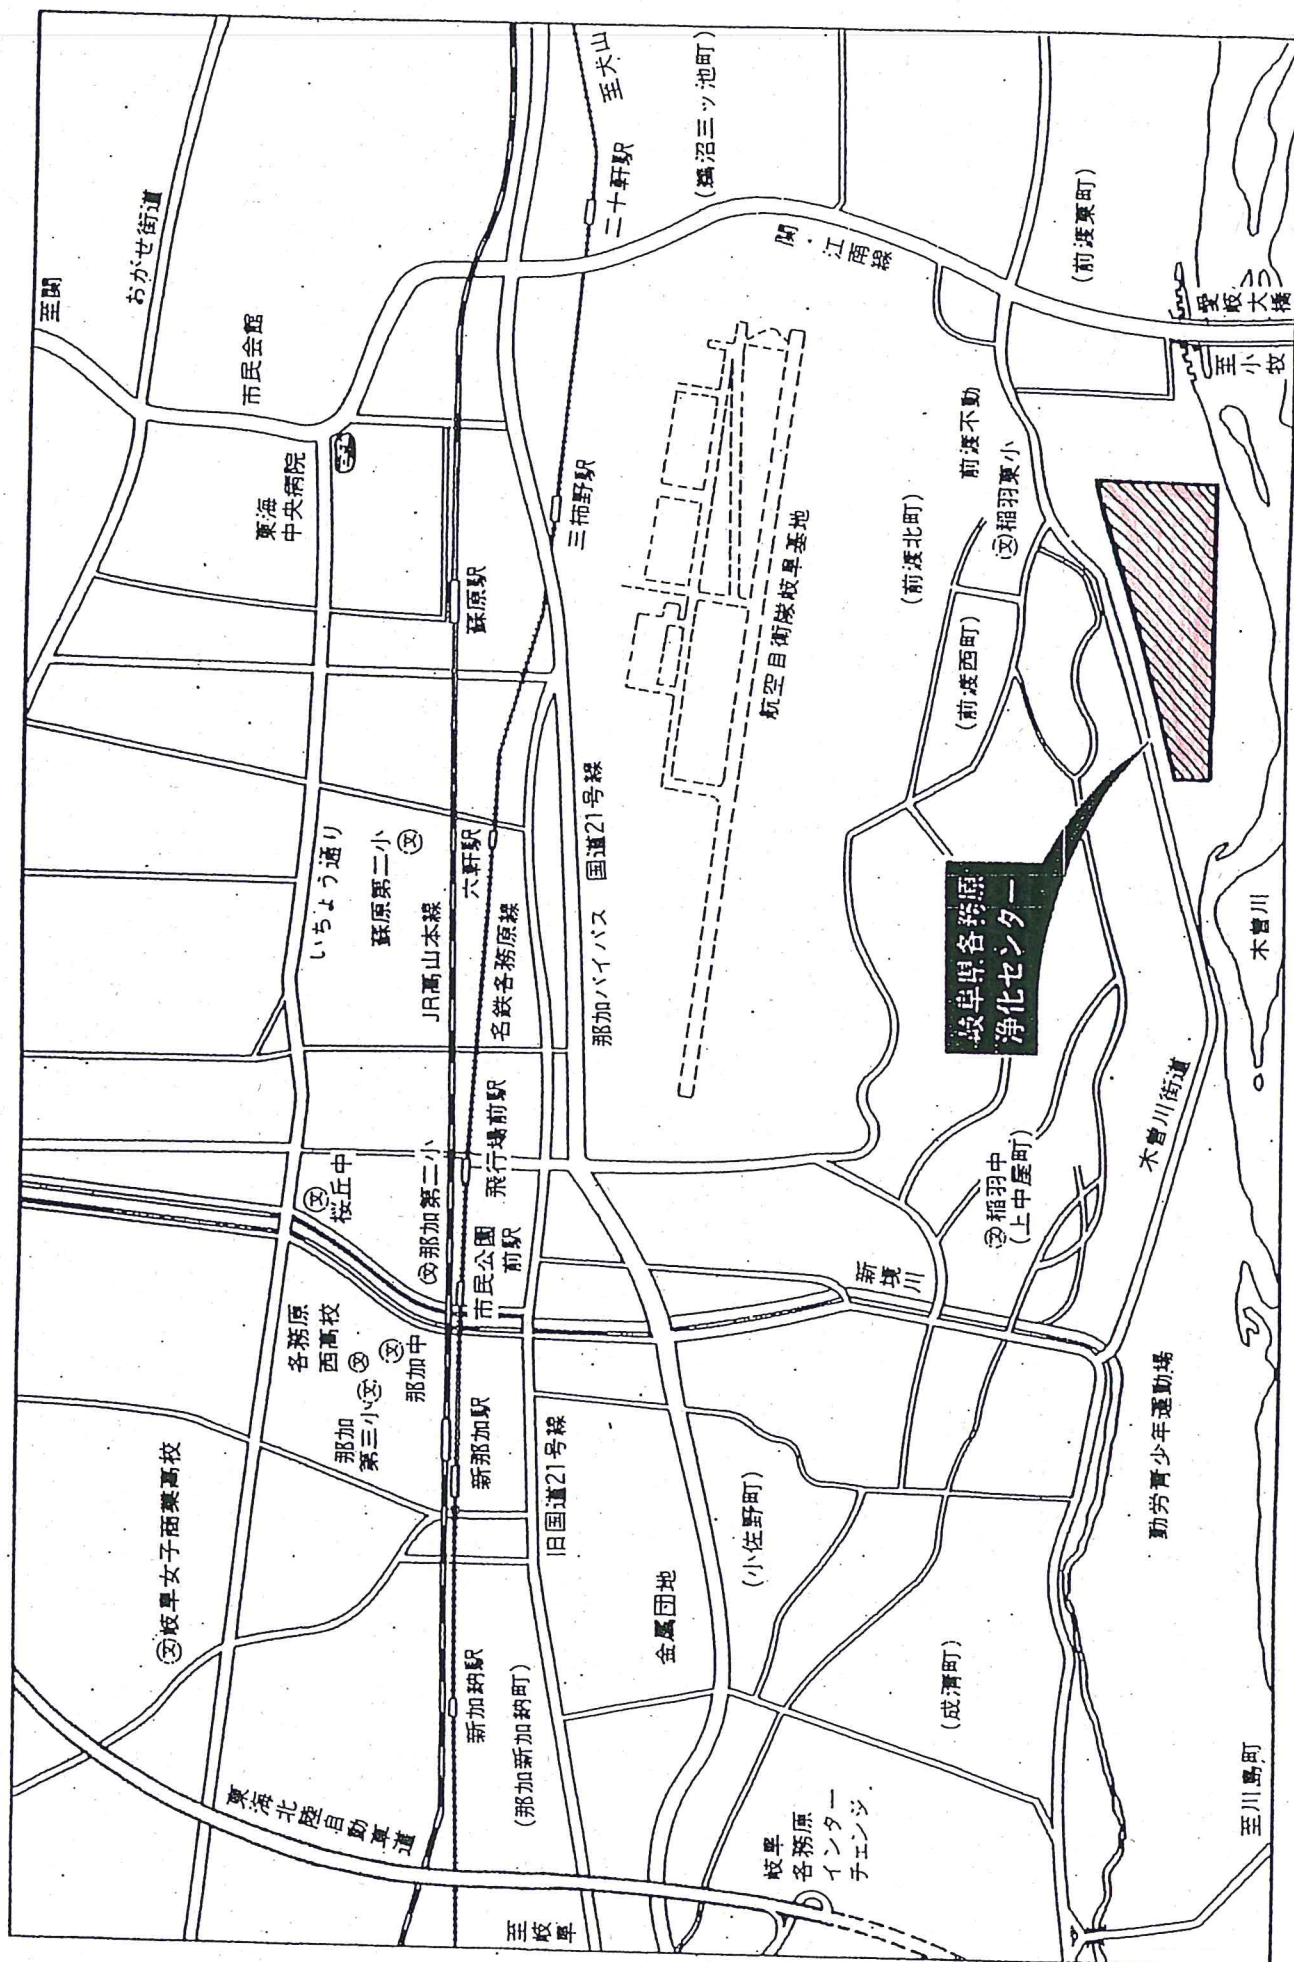 至関
おがせ街道
市民会館
東海
中央病院
蘇原駅
三柿野駅
二十軒駅
至犬山
(鵜沼三ツ池町)
関・江南線
(前渡東町)
愛岐大橋
至小牧
前渡不動
文稲羽東小
(前渡北町)
(前渡西町)
航空自衛隊岐阜基地
いちょう通り
蘇原第二小
文
JR高山本線
六軒駅
名鉄各務原線
那加バイパス 国道21号線
岐阜県各務原
浄化センター
木曽川
木曽川街道
文
桜丘中
文那加第二小
飛行場前駅
市民公園
前駅
新境川
文稲羽中
(上中屋町)
各務原
西高校
文
那加
第三小文
文
那加中
新那加駅
旧国道21号線
(小佐野町)
勤労青少年運動場
文岐阜女子商業高校
新加納駅
(那加新加納町)
金属団地
(成清町)
東海北陸自動車道
至岐阜
岐阜
各務原
インター
チェンジ
至川島町